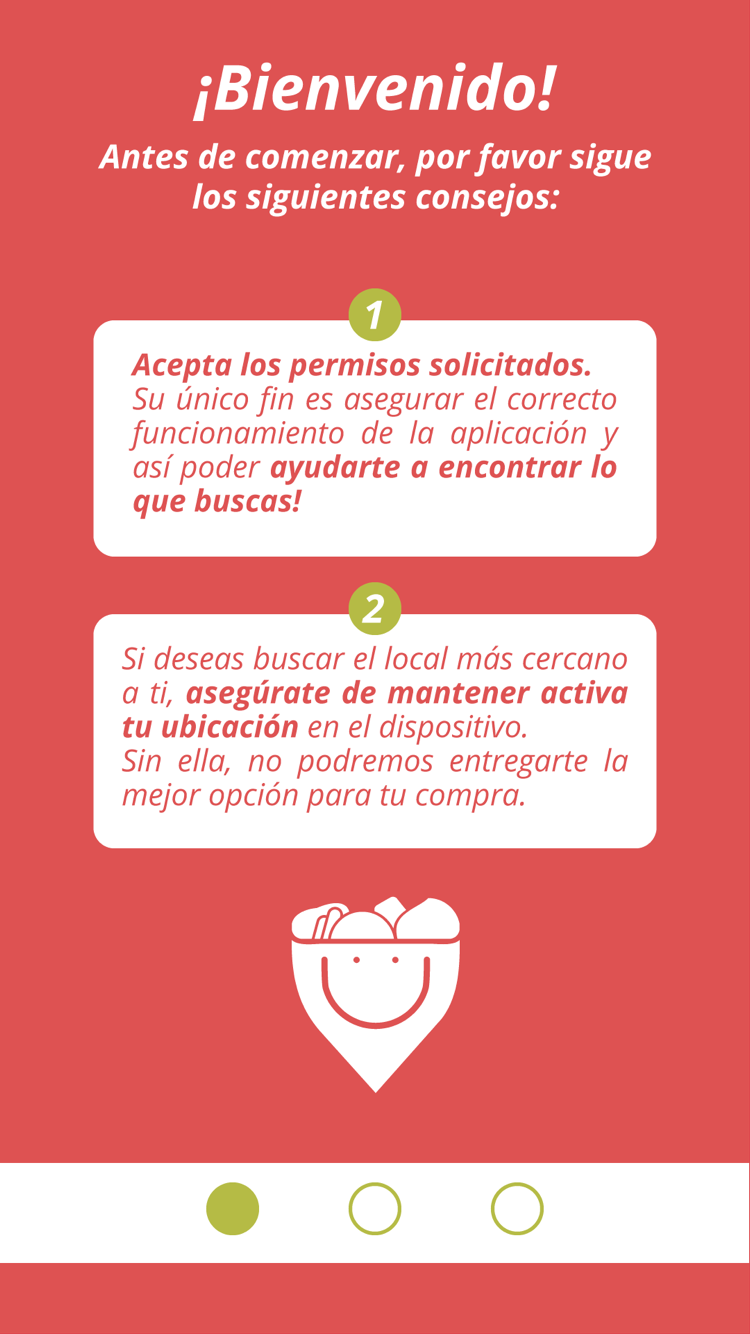 ¡Bienvenido!
Antes de comenzar, por favor sigue
los siguientes consejos:
1
Acepta los permisos solicitados.
Su único fin es asegurar el correcto
funcionamiento de la aplicación y
así poder ayudarte a encontrar lo
que buscas!
2
Si deseas buscar el local más cercano
a ti, asegúrate de mantener activa
tu ubicación en el dispositivo.
Sin ella, no podremos entregarte la
mejor opción para tu compra.